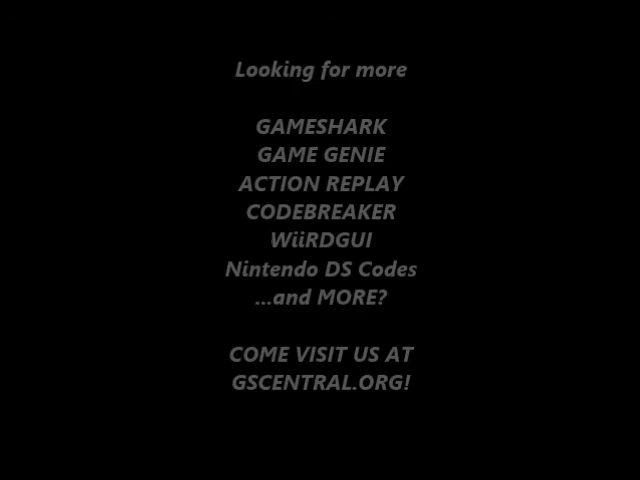 Looking for more
GAMESHARK
GAME GENIE
ACTION REPLAY
CODEBREAKER
WiiRDGUI
Nintendo DS Codes
...and MORE?
COME VISIT US AT
GSCENTRAL.ORG!